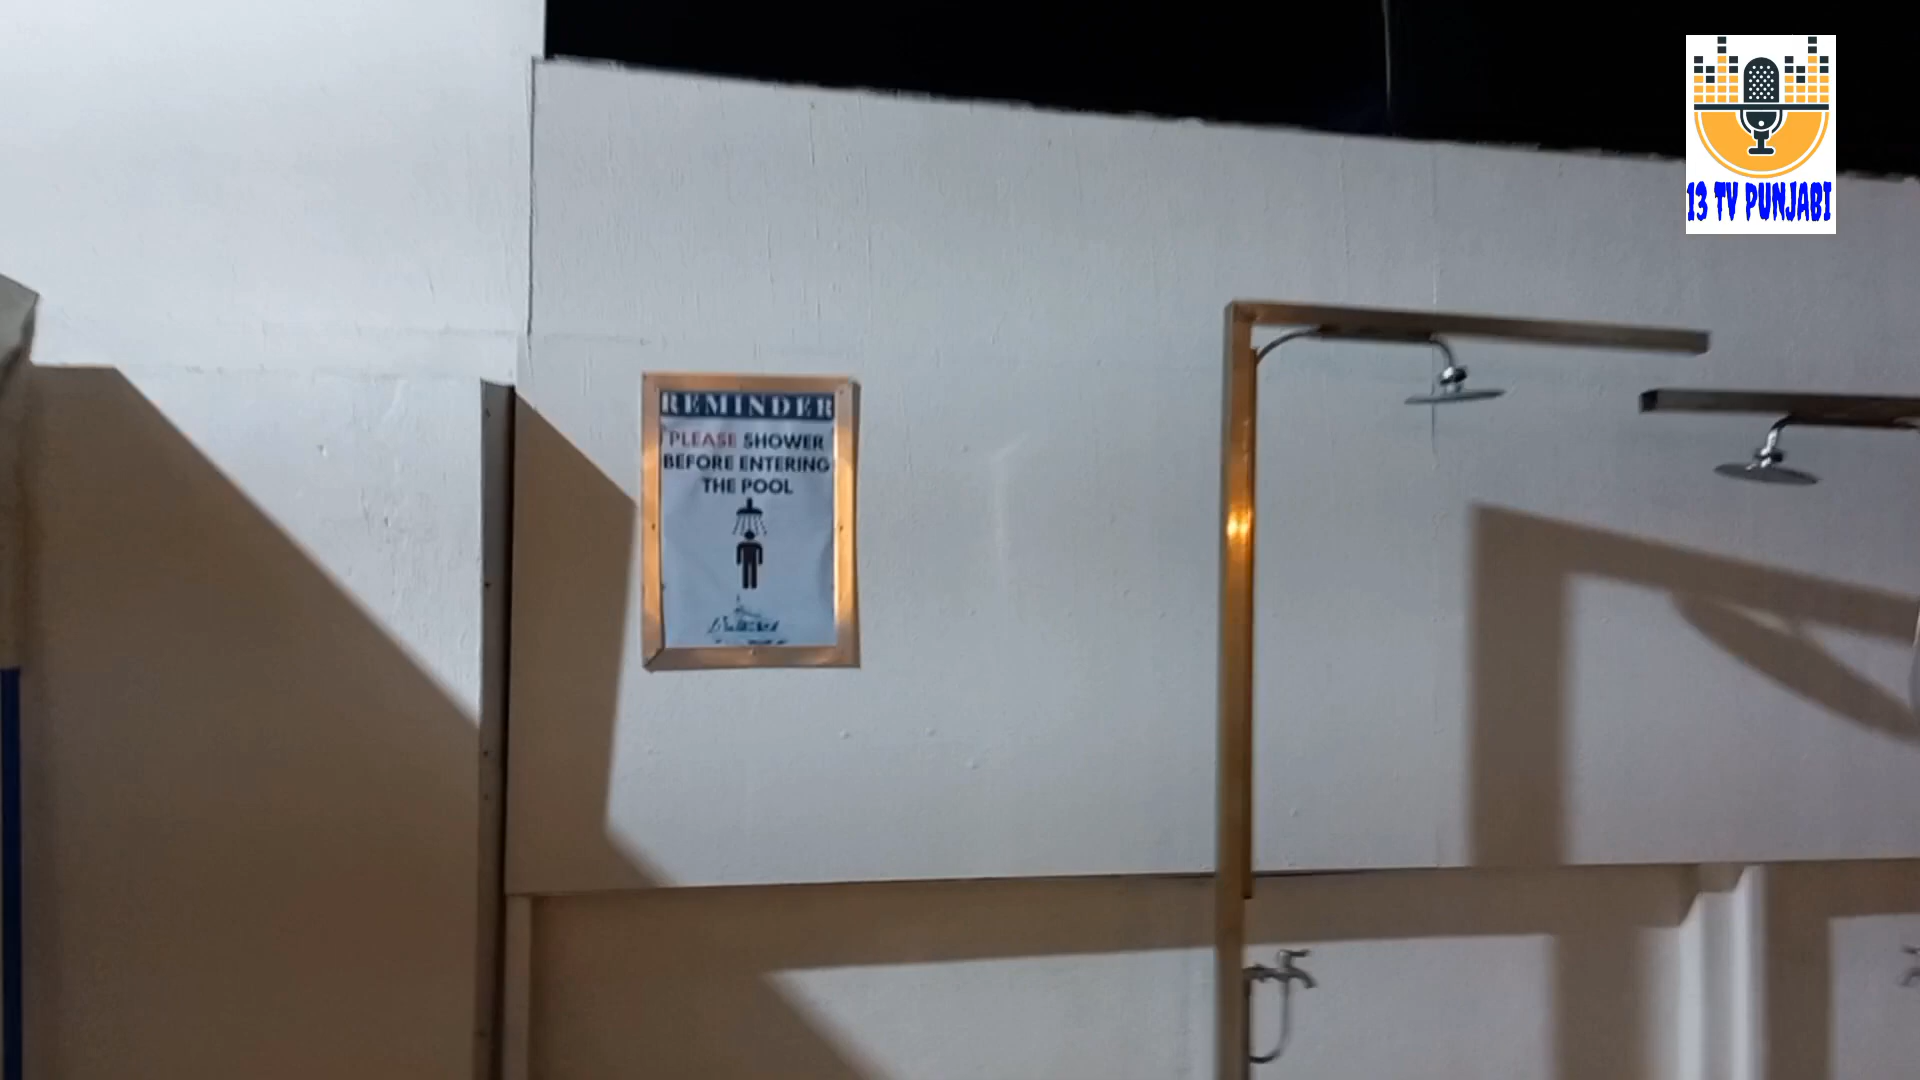 13 TV PUNJABI
REMINDER
PLEASE SHOWER
BEFORE ENTERING
THE POOL